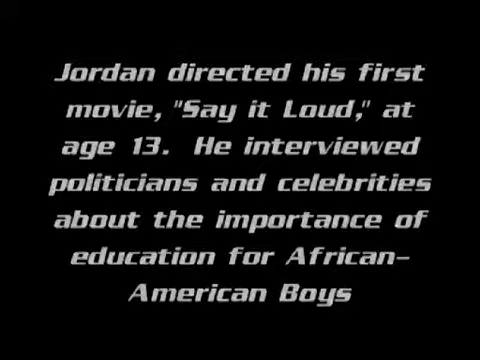 Jordan directed his first
movie, "Say it Loud," at
age 13. He interviewed
politicians and celebrities
about the importance of
education for African-
American Boys